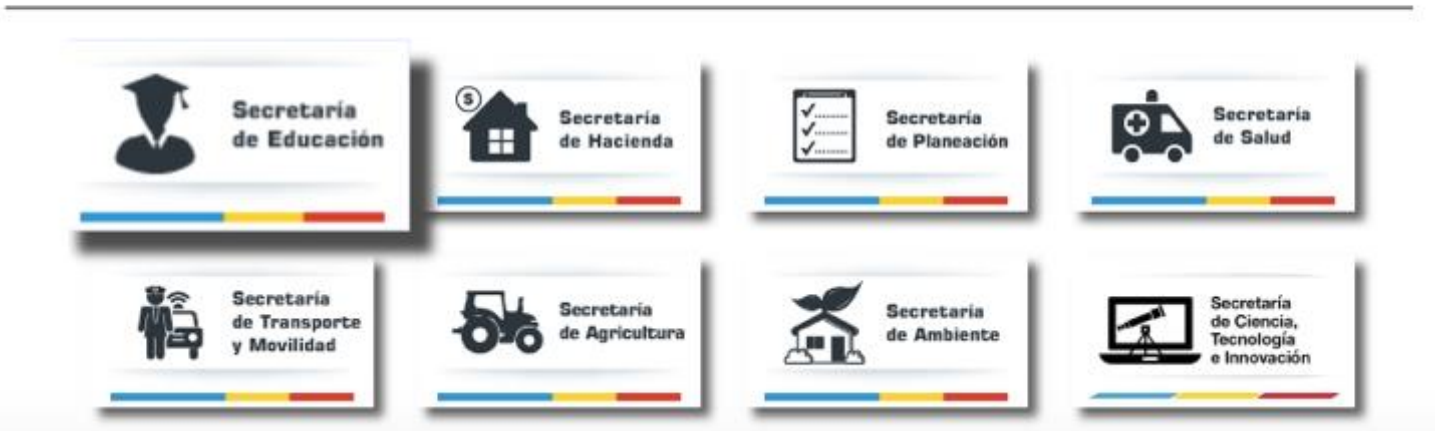 Secretaría
de Educación
$
Secretaría
de Hacienda
Secretaría
de Planeación
Secretaría
de Salud
Secretaría
de Transporte
y Movilidad
Secretaría
de Agricultura
Secretaría
de Ambiente
Secretaría
de Ciencia,
Tecnología
e Innovación